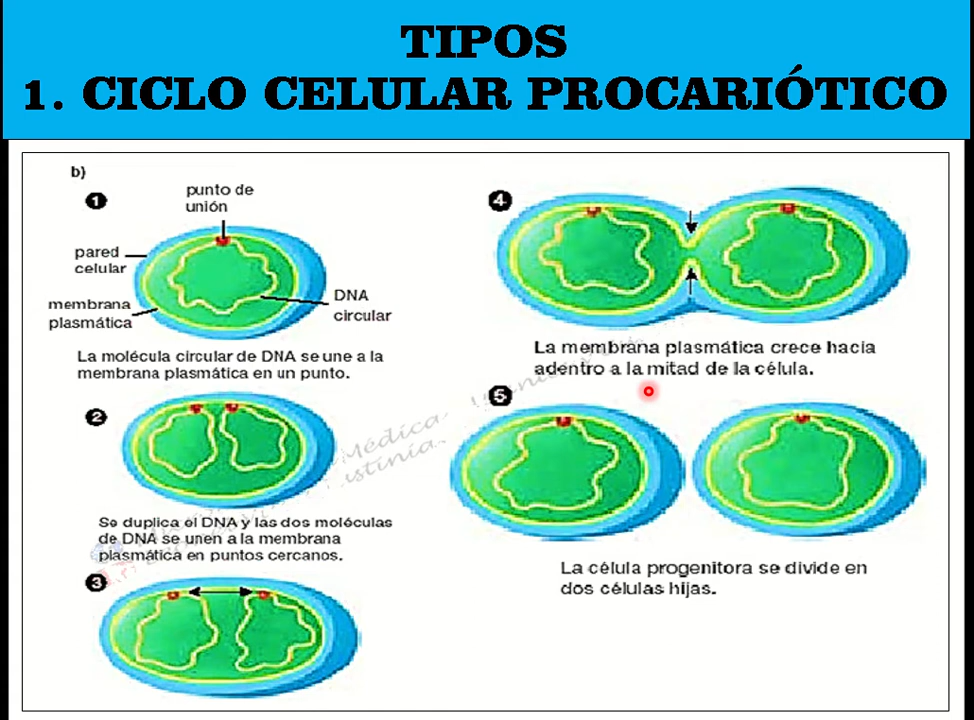 TIPOS
1. CICLO CELULAR PROCARIÓTICO
b)
1
punto de
unión
pared
celular
membrana
plasmática
DNA
circular
La molécula circular de DNA se une a la
membrana plasmática en un punto.
2
Se duplica el DNA y las dos moléculas
de DNA se unen a la membrana
plasmática en puntos cercanos.
3
4
La membrana plasmática crece hacia
adentro a la mitad de la célula.
5
La célula progenitora se divide en
dos células hijas.
Médica